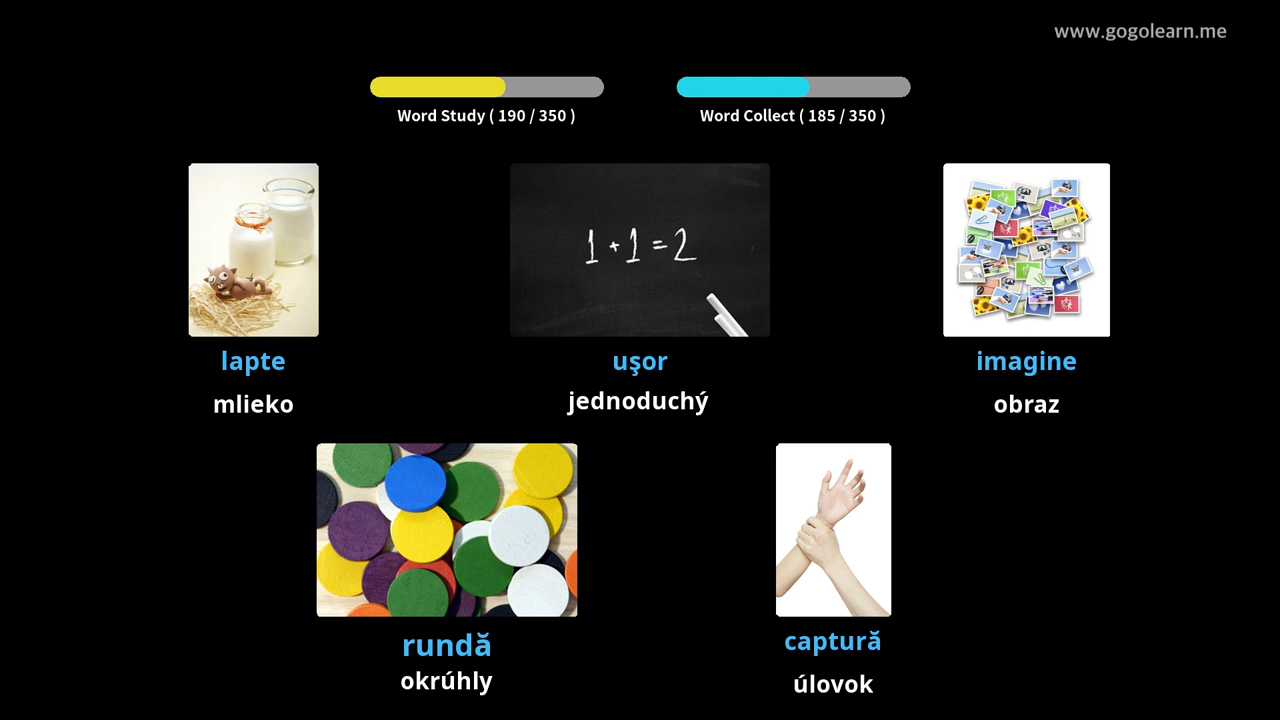 www.gogolearn.me
Word Study ( 190 / 350 )
Word Collect ( 185 / 350 )
1 + 1 = 2
lapte
uşor
imagine
mlieko
jednoduchý
obraz
rundă
captură
okrúhly
úlovok